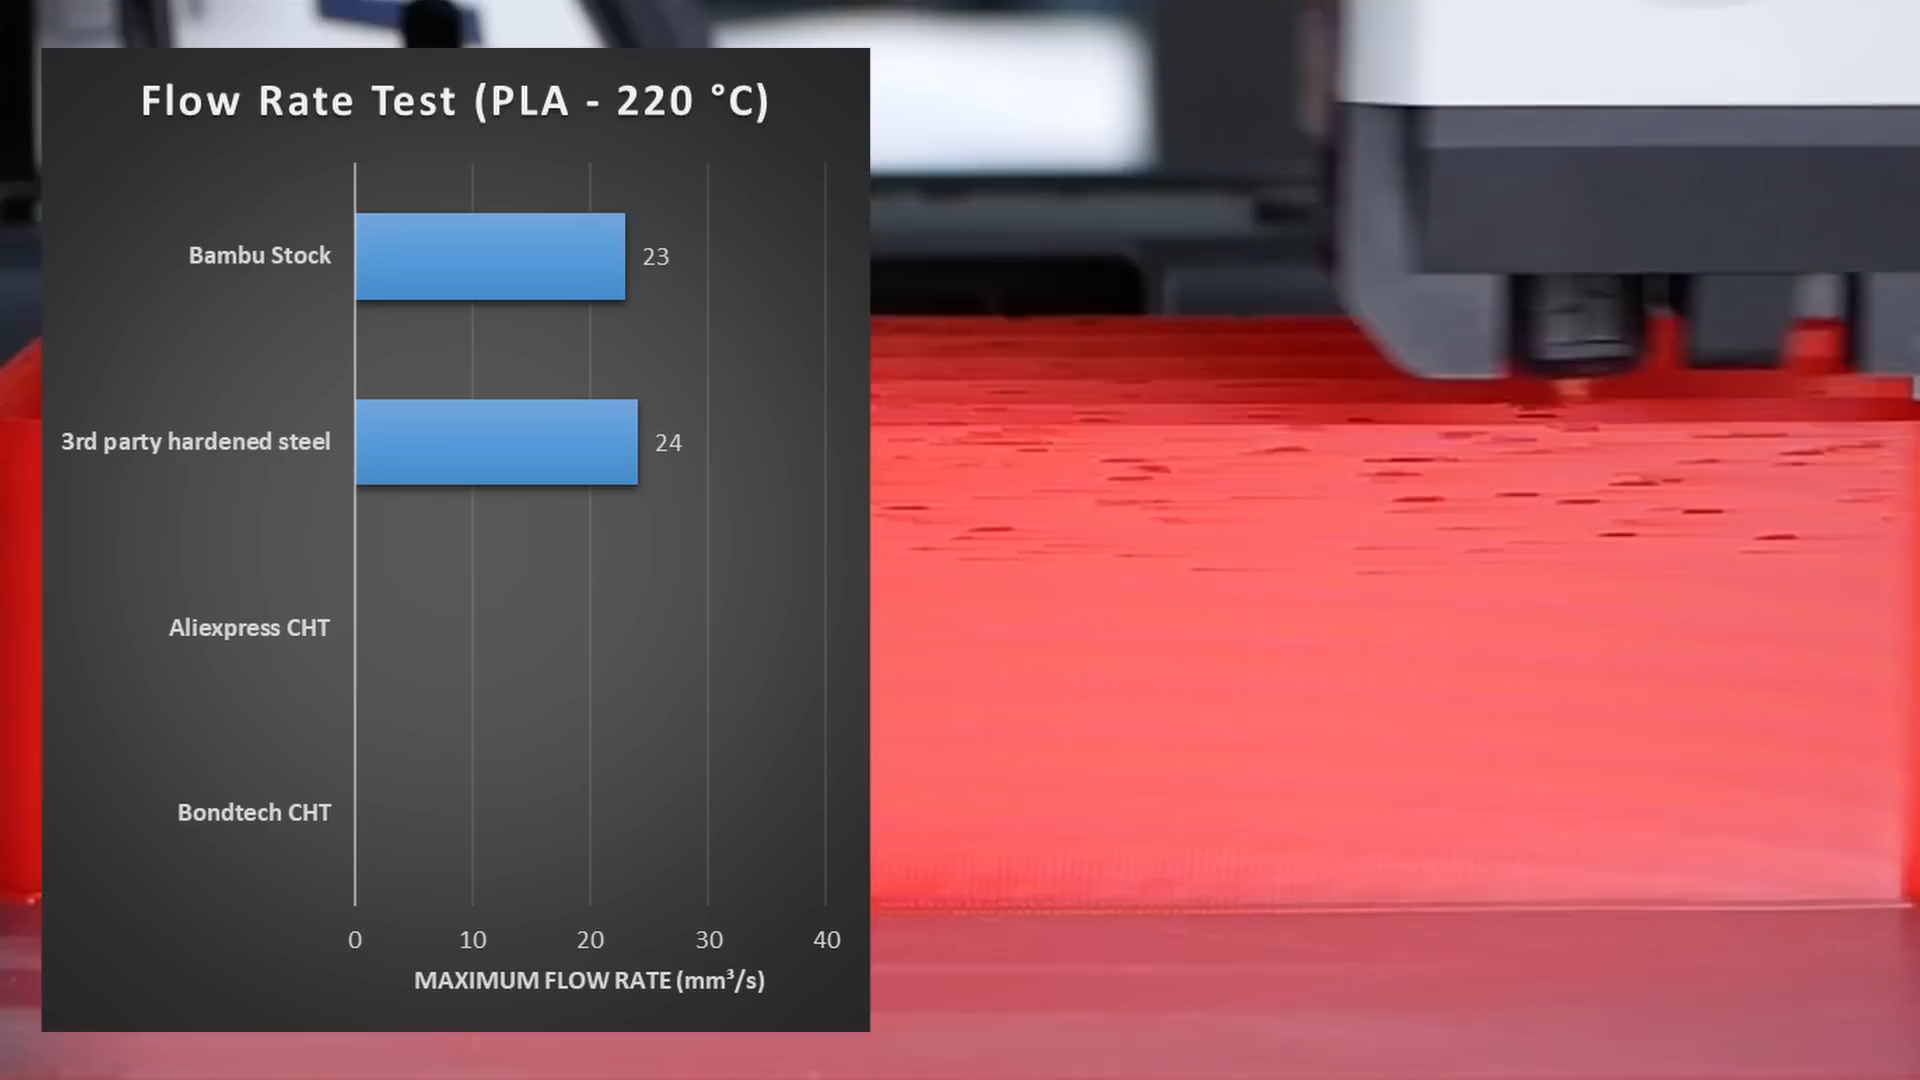 Flow Rate Test (PLA - 220 °C)
Bambu Stock
23
3rd party hardened steel
24
Aliexpress CHT
Bondtech CHT
0 10 20 30 40
MAXIMUM FLOW RATE (mm³/s)